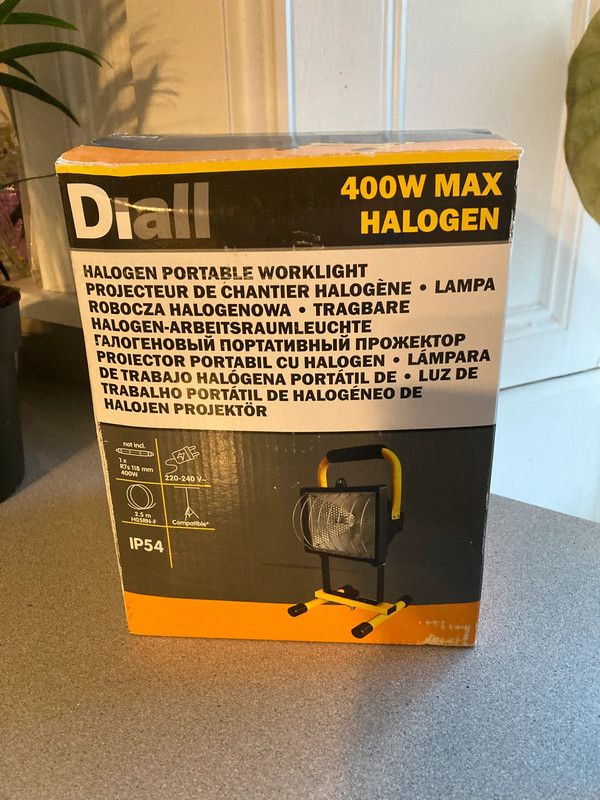 Diall
400W MAX
HALOGEN
HALOGEN PORTABLE WORKLIGHT
PROJECTEUR DE CHANTIER HALOGÈNE • LAMPA
ROBOCZA HALOGENOWA • TRAGBARE
HALOGEN-ARBEITSRAUMLEUCHTE
ГАЛОГЕНОВЫЙ ПОРТАТИВНЫЙ ПРОЖЕКТОР
PROIECTOR PORTABIL CU HALOGEN • LÁMPARA
DE TRABAJO HALÓGENA PORTÁTIL DE • LUZ DE
TRABALHO PORTÁTIL DE HALOGÉNEO DE
HALOJEN PROJEKTÖR
not incl.
1 x
R7s 118 mm
400W
220-240 V~
2.5 m
H05RN-F
Compatible*
IP54